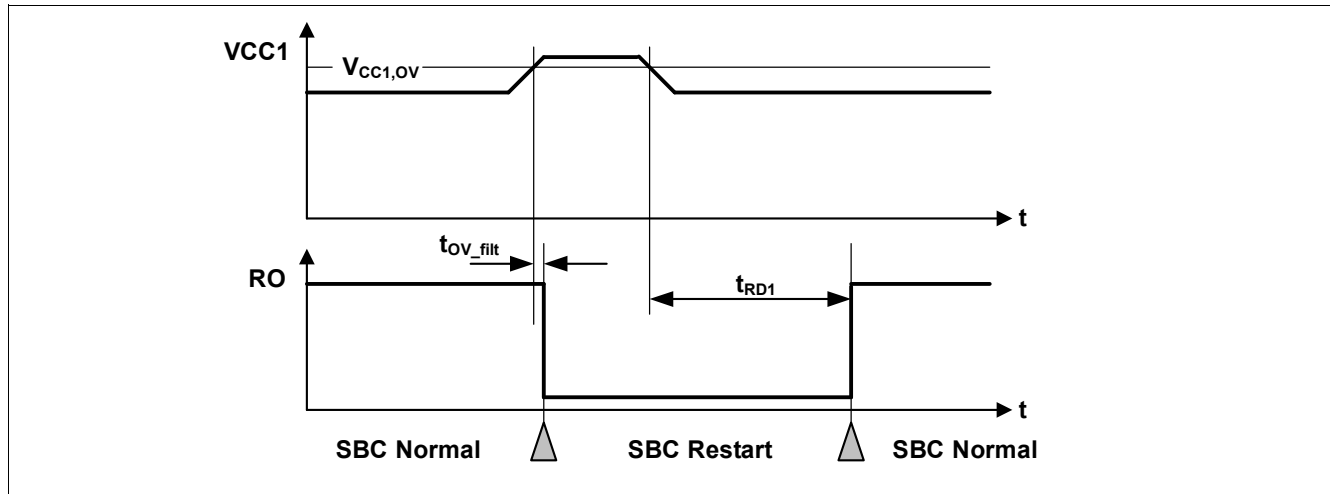 VCC1
VCC1,OV
t
tOV_filt
RO
tRD1
t
SBC Normal
SBC Restart
SBC Normal